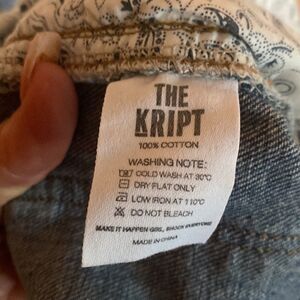 THE
KRIPT
100% COTTON
WASHING NOTE:
COLD WASH AT 30°C
DRY FLAT ONLY
LOW IRON AT 110°C
DO NOT BLEACH
MAKE IT HAPPEN GIRL, SHOCK EVERYONE
MADE IN CHINA